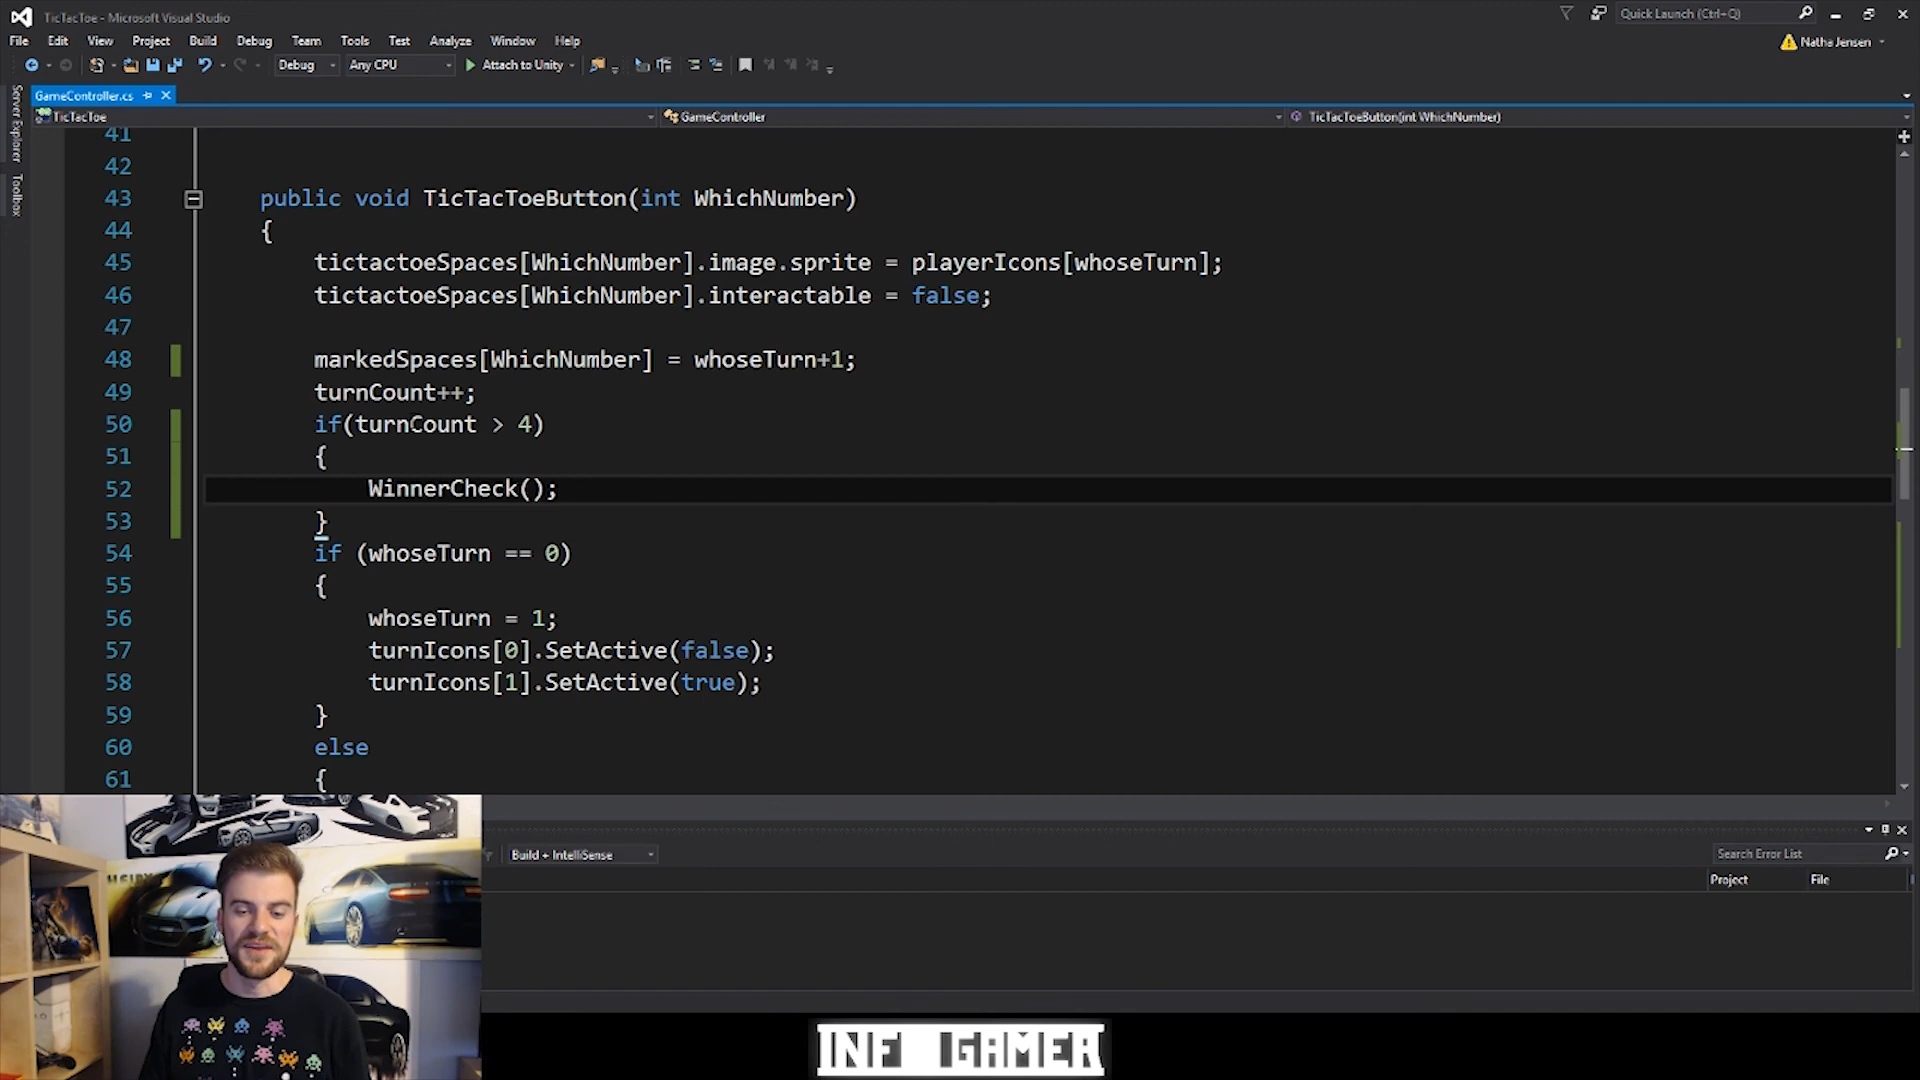 TicTacToe - Microsoft Visual Studio
Quick Launch (Ctrl+Q)
File Edit View Project Build Debug Team Tools Test Analyze Window Help
Natha Jensen
Debug Any CPU Attach to Unity
Server Explorer
Toolbox
GameController.cs
TicTacToe GameController TicTacToeButton(int WhichNumber)
41
42
43 public void TicTacToeButton(int WhichNumber)
44 {
45 tictactoeSpaces[WhichNumber].image.sprite = playerIcons[whoseTurn];
46 tictactoeSpaces[WhichNumber].interactable = false;
47
48 markedSpaces[WhichNumber] = whoseTurn+1;
49 turnCount++;
50 if(turnCount > 4)
51 {
52 WinnerCheck();
53 }
54 if (whoseTurn == 0)
55 {
56 whoseTurn = 1;
57 turnIcons[0].SetActive(false);
58 turnIcons[1].SetActive(true);
59 }
60 else
61 {
Build + IntelliSense
Search Error List
Project File
INF GAMER